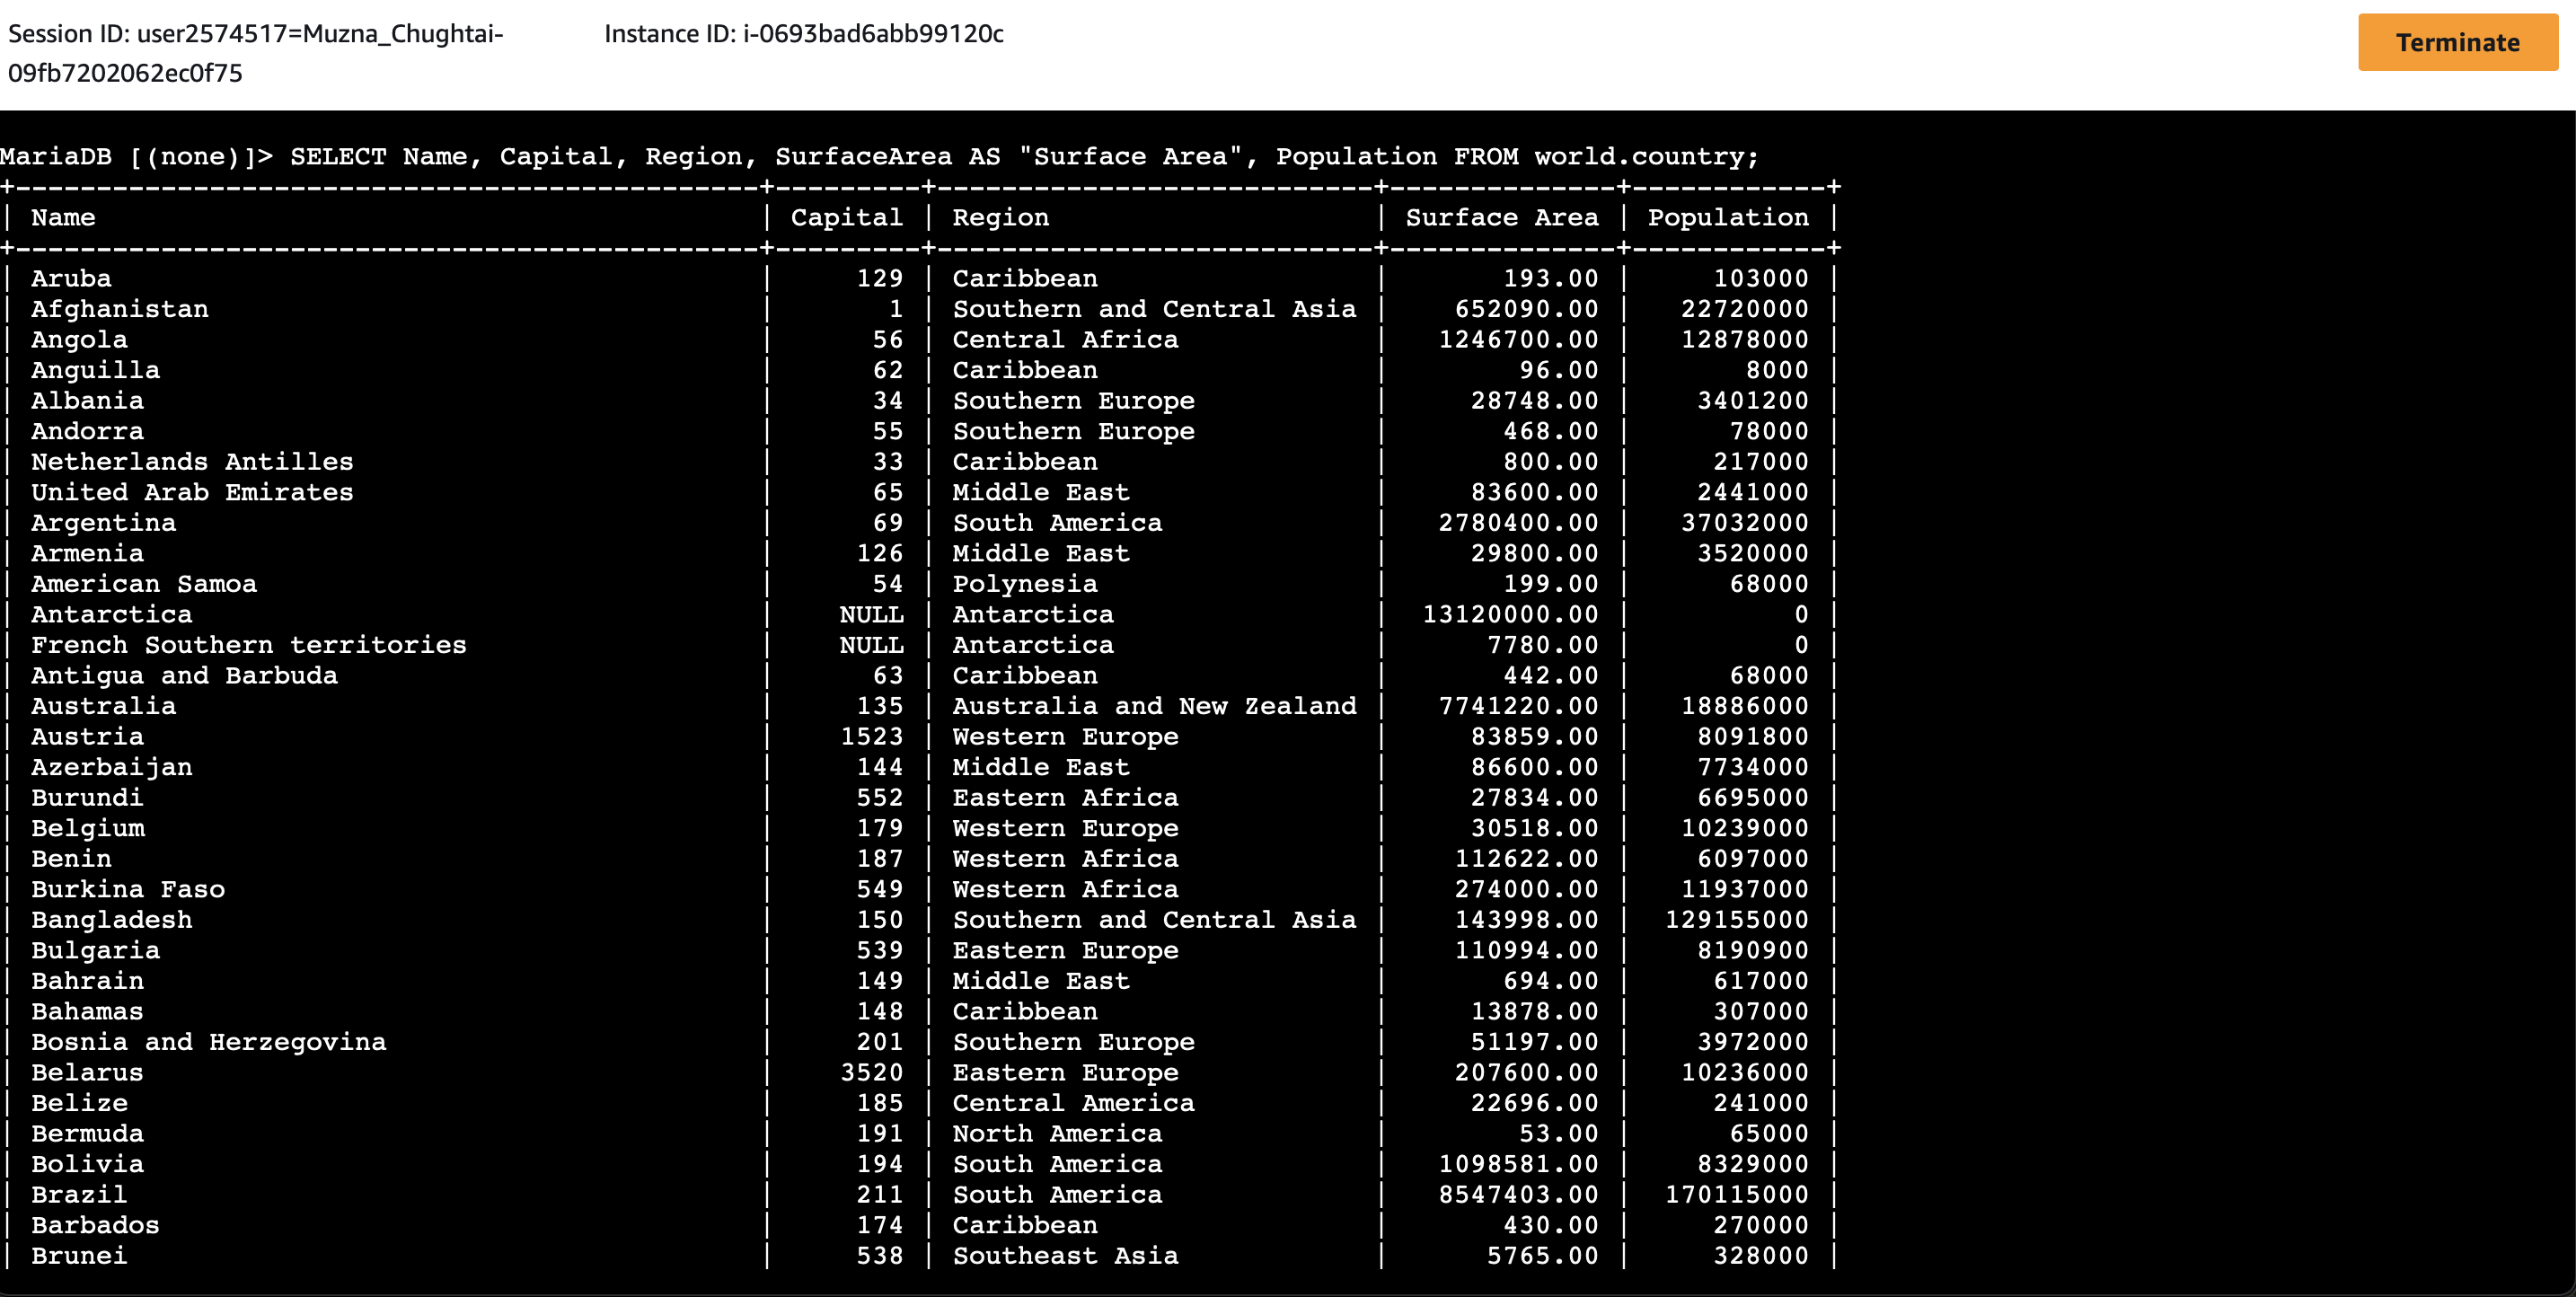 Session ID: user2574517=Muzna_Chughtai-
09fb7202062ec0f75
Instance ID: i-0693bad6abb99120c
Terminate
MariaDB [(none)]> SELECT Name, Capital, Region, SurfaceArea AS "Surface Area", Population FROM world.country;
+----------------------------------------------+---------+---------------------------+--------------+------------+
| Name | Capital | Region | Surface Area | Population |
+----------------------------------------------+---------+---------------------------+--------------+------------+
| Aruba | 129 | Caribbean | 193.00 | 103000 |
| Afghanistan | 1 | Southern and Central Asia | 652090.00 | 22720000 |
| Angola | 56 | Central Africa | 1246700.00 | 12878000 |
| Anguilla | 62 | Caribbean | 96.00 | 8000 |
| Albania | 34 | Southern Europe | 28748.00 | 3401200 |
| Andorra | 55 | Southern Europe | 468.00 | 78000 |
| Netherlands Antilles | 33 | Caribbean | 800.00 | 217000 |
| United Arab Emirates | 65 | Middle East | 83600.00 | 2441000 |
| Argentina | 69 | South America | 2780400.00 | 37032000 |
| Armenia | 126 | Middle East | 29800.00 | 3520000 |
| American Samoa | 54 | Polynesia | 199.00 | 68000 |
| Antarctica | NULL | Antarctica | 13120000.00 | 0 |
| French Southern territories | NULL | Antarctica | 7780.00 | 0 |
| Antigua and Barbuda | 63 | Caribbean | 442.00 | 68000 |
| Australia | 135 | Australia and New Zealand | 7741220.00 | 18886000 |
| Austria | 1523 | Western Europe | 83859.00 | 8091800 |
| Azerbaijan | 144 | Middle East | 86600.00 | 7734000 |
| Burundi | 552 | Eastern Africa | 27834.00 | 6695000 |
| Belgium | 179 | Western Europe | 30518.00 | 10239000 |
| Benin | 187 | Western Africa | 112622.00 | 6097000 |
| Burkina Faso | 549 | Western Africa | 274000.00 | 11937000 |
| Bangladesh | 150 | Southern and Central Asia | 143998.00 | 129155000 |
| Bulgaria | 539 | Eastern Europe | 110994.00 | 8190900 |
| Bahrain | 149 | Middle East | 694.00 | 617000 |
| Bahamas | 148 | Caribbean | 13878.00 | 307000 |
| Bosnia and Herzegovina | 201 | Southern Europe | 51197.00 | 3972000 |
| Belarus | 3520 | Eastern Europe | 207600.00 | 10236000 |
| Belize | 185 | Central America | 22696.00 | 241000 |
| Bermuda | 191 | North America | 53.00 | 65000 |
| Bolivia | 194 | South America | 1098581.00 | 8329000 |
| Brazil | 211 | South America | 8547403.00 | 170115000 |
| Barbados | 174 | Caribbean | 430.00 | 270000 |
| Brunei | 538 | Southeast Asia | 5765.00 | 328000 |